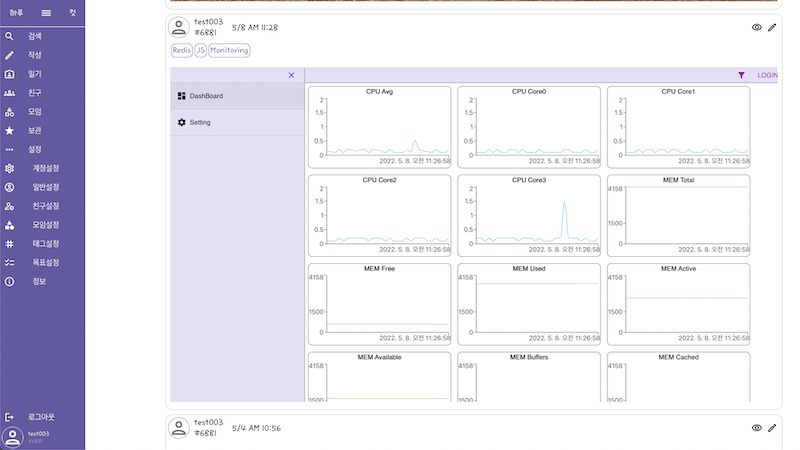 하루 컷
검색
작성
일기
친구
모임
보관
설정
계정설정
일반설정
친구설정
모임설정
태그설정
목표설정
정보
로그아웃
test003
#6881
test003
#6881
5/8 AM 11:28
Redis JS Monitoring
LOGIN
DashBoard
Setting
CPU Avg
2
1.5
1
0.5
0
2022. 5. 8. 오전 11:26:58
CPU Core0
2
1.5
1
0.5
0
2022. 5. 8. 오전 11:26:58
CPU Core1
2
1.5
1
0.5
0
2022. 5. 8. 오전 11:26:58
CPU Core2
2
1.5
1
0.5
0
2022. 5. 8. 오전 11:26:58
CPU Core3
2
1.5
1
0.5
0
2022. 5. 8. 오전 11:26:58
MEM Total
4158
1500
0
2022. 5. 8. 오전 11:26:58
MEM Free
4158
1500
0
2022. 5. 8. 오전 11:26:58
MEM Used
4158
1500
0
2022. 5. 8. 오전 11:26:58
MEM Active
4158
1500
0
2022. 5. 8. 오전 11:26:58
MEM Available
4158
1500
MEM Buffers
4158
1500
MEM Cached
4158
1500
test003
#6881
5/4 AM 10:56